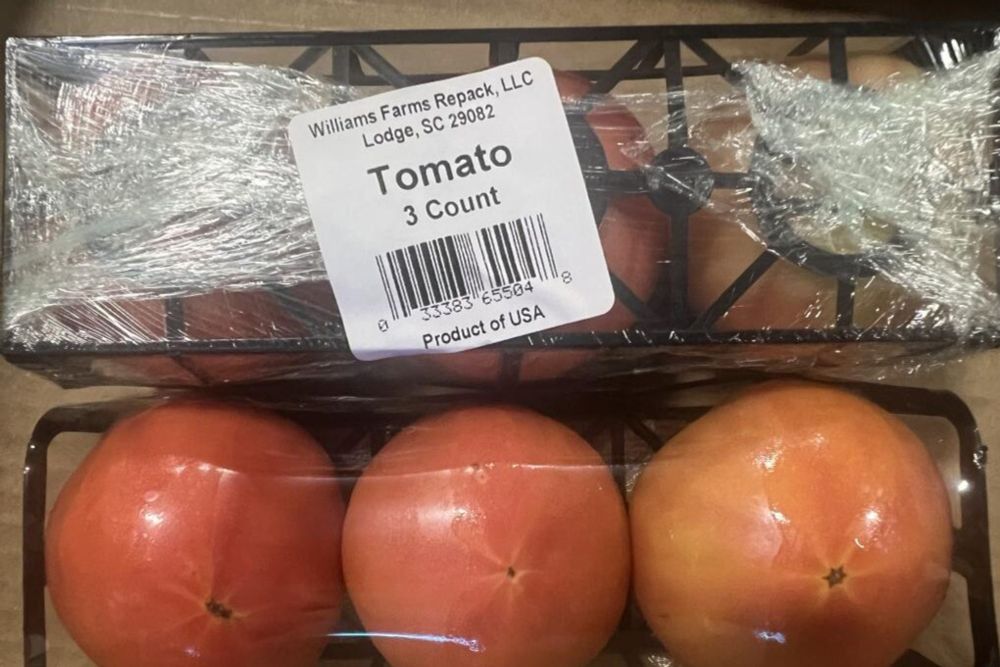 Williams Farms Repack, LLC
Lodge, SC 29082
Tomato
3 Count
0 33383 65504 8
Product of USA